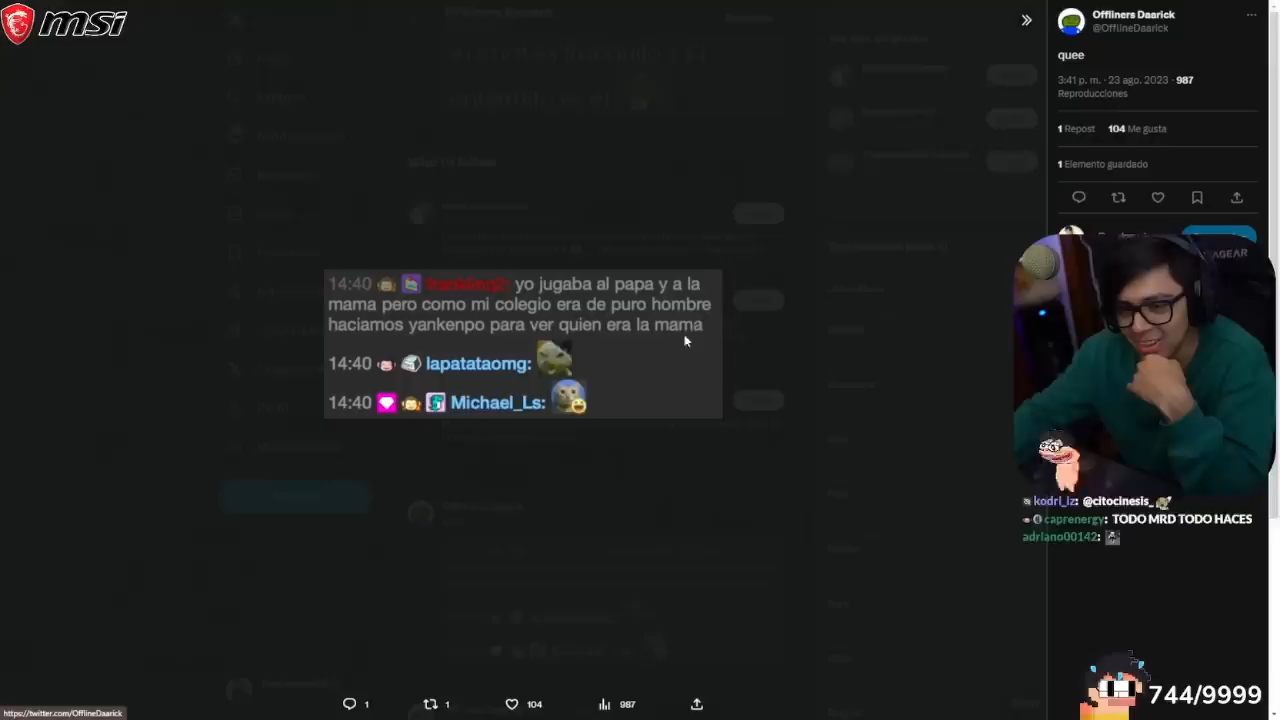 msi
Offliners Daarick
@OfflineDaarick
quee
3:41 p. m. · 23 ago. 2023 · 987
Reproducciones
1 Repost 104 Me gusta
1 Elemento guardado
14:40 yo jugaba al papa y a la
mama pero como mi colegio era de puro hombre
haciamos yankenpo para ver quien era la mama
14:40 lapatataomg:
14:40 Michael_Ls:
kodri_iz: @citocinesis_
caprenergy: TODO MRD TODO HACES
adriano00142:
744/9999
1 1 104 987
https://twitter.com/OfflineDaarick